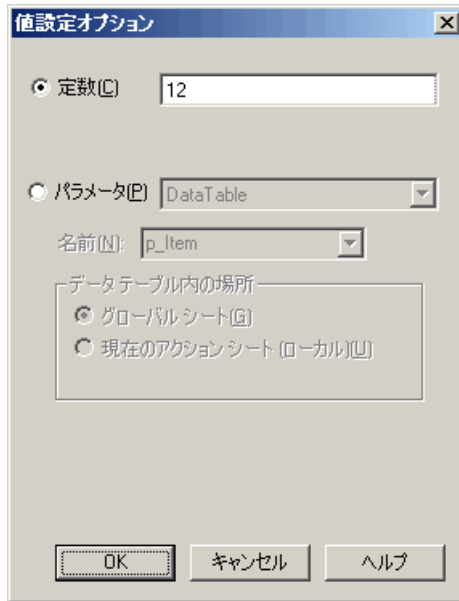 値設定オプション
定数(C) 12
パラメータ(P) DataTable
名前(N): p_Item
データ テーブル内の場所
グローバル シート(G)
現在のアクション シート (ローカル)(U)
OK キャンセル ヘルプ